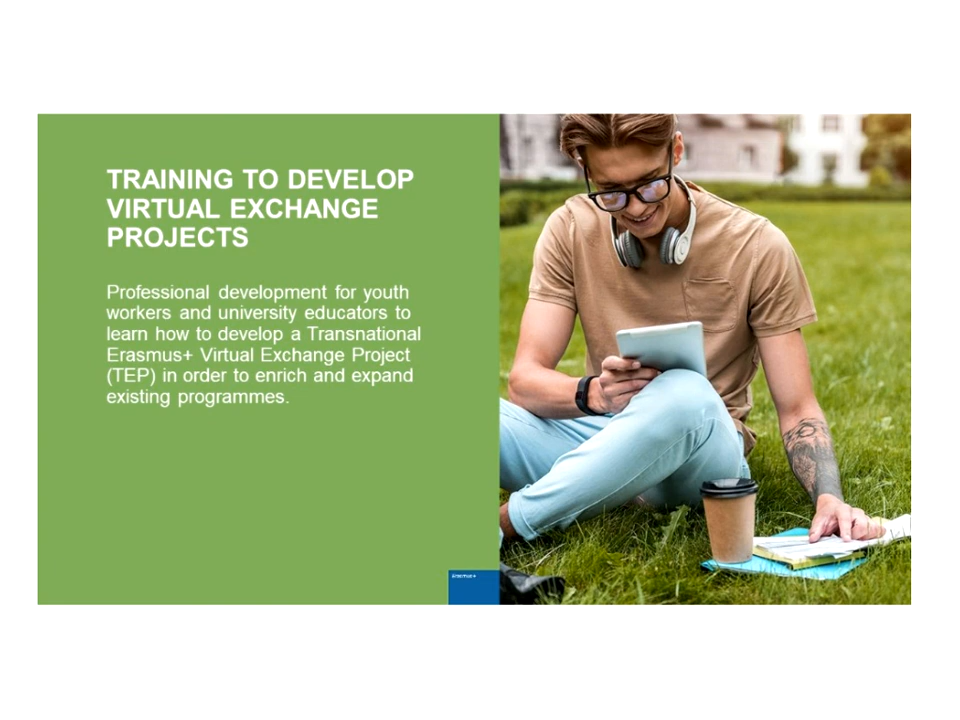 TRAINING TO DEVELOP
VIRTUAL EXCHANGE
PROJECTS
Professional development for youth
workers and university educators to
learn how to develop a Transnational
Erasmus+ Virtual Exchange Project
(TEP) in order to enrich and expand
existing programmes.
Erasmus+